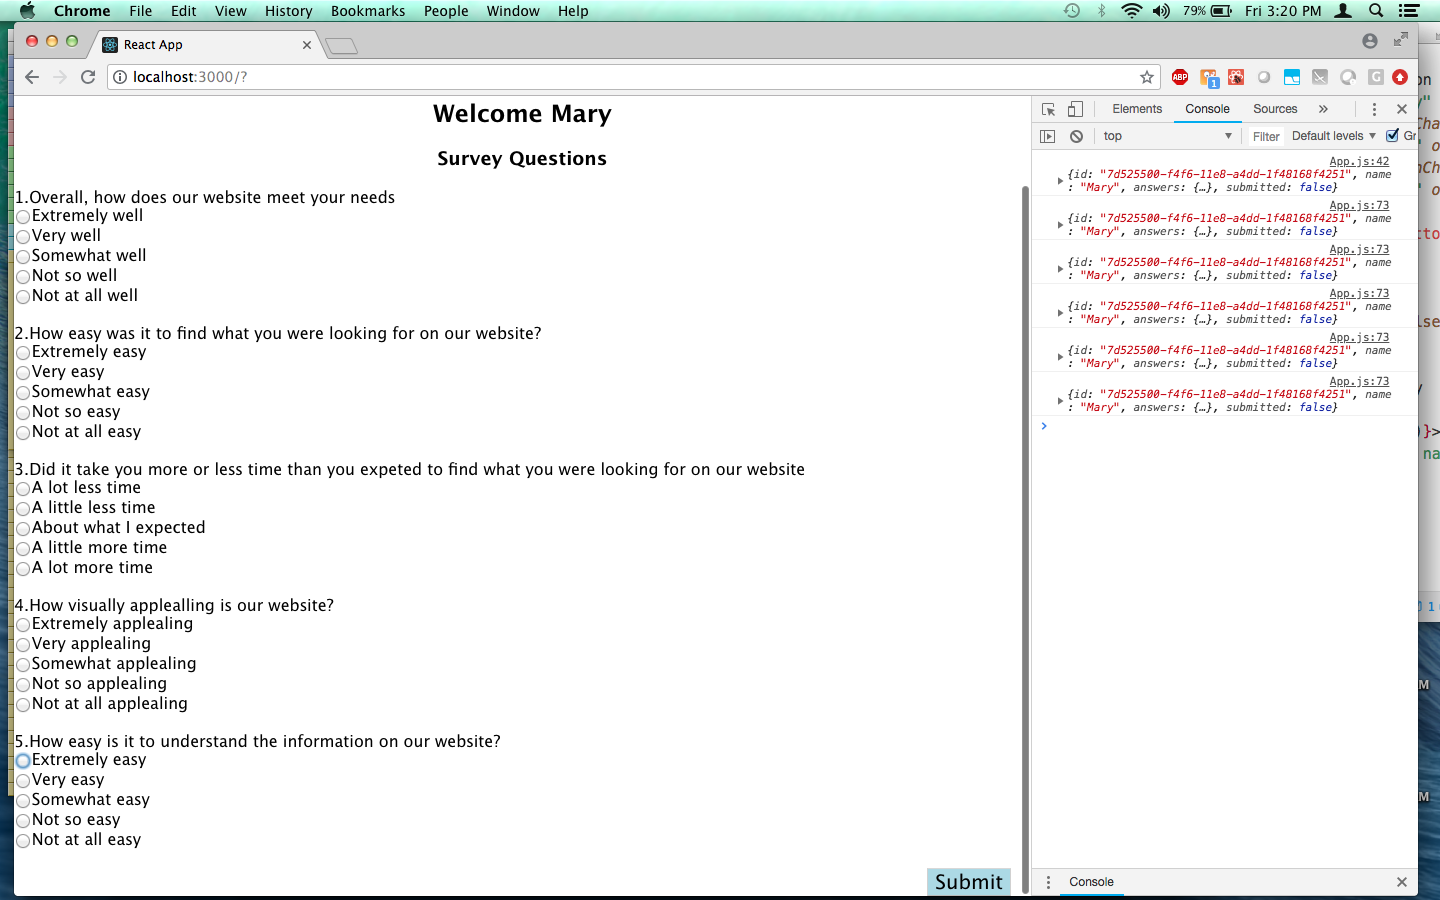 Chrome File Edit View History Bookmarks People Window Help 79% Fri 3:20 PM
React App
localhost:3000/?
ABP 1 G
Welcome Mary
Survey Questions
1.Overall, how does our website meet your needs
Extremely well
Very well
Somewhat well
Not so well
Not at all well
2.How easy was it to find what you were looking for on our website?
Extremely easy
Very easy
Somewhat easy
Not so easy
Not at all easy
3.Did it take you more or less time than you expeted to find what you were looking for on our website
A lot less time
A little less time
About what I expected
A little more time
A lot more time
4.How visually applealling is our website?
Extremely applealing
Very applealing
Somewhat applealing
Not so applealing
Not at all applealing
5.How easy is it to understand the information on our website?
Extremely easy
Very easy
Somewhat easy
Not so easy
Not at all easy
Submit
Elements Console Sources »
top Filter Default levels Gr
App.js:42
{id: "7d525500-f4f6-11e8-a4dd-1f48168f4251", name
: "Mary", answers: {…}, submitted: false}
App.js:73
{id: "7d525500-f4f6-11e8-a4dd-1f48168f4251", name
: "Mary", answers: {…}, submitted: false}
App.js:73
{id: "7d525500-f4f6-11e8-a4dd-1f48168f4251", name
: "Mary", answers: {…}, submitted: false}
App.js:73
{id: "7d525500-f4f6-11e8-a4dd-1f48168f4251", name
: "Mary", answers: {…}, submitted: false}
App.js:73
{id: "7d525500-f4f6-11e8-a4dd-1f48168f4251", name
: "Mary", answers: {…}, submitted: false}
App.js:73
{id: "7d525500-f4f6-11e8-a4dd-1f48168f4251", name
: "Mary", answers: {…}, submitted: false}
Console
on
y"
Cha
" o
nCh
" o
tto
lse
y
)}>
na
1
M
M